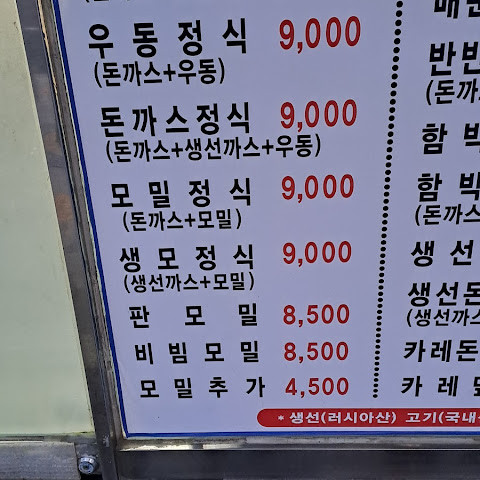 우동정식 9,000
(돈까스+우동)
돈까스정식 9,000
(돈까스+생선까스+우동)
모밀정식 9,000
(돈까스+모밀)
생모정식 9,000
(생선까스+모밀)
판모밀 8,500
비빔모밀 8,500
모밀추가 4,500
반반
(돈까
함박
함박
(돈까스
생선
생선돈
(생선까스
카레돈
카레
* 생선(러시아산) 고기(국내